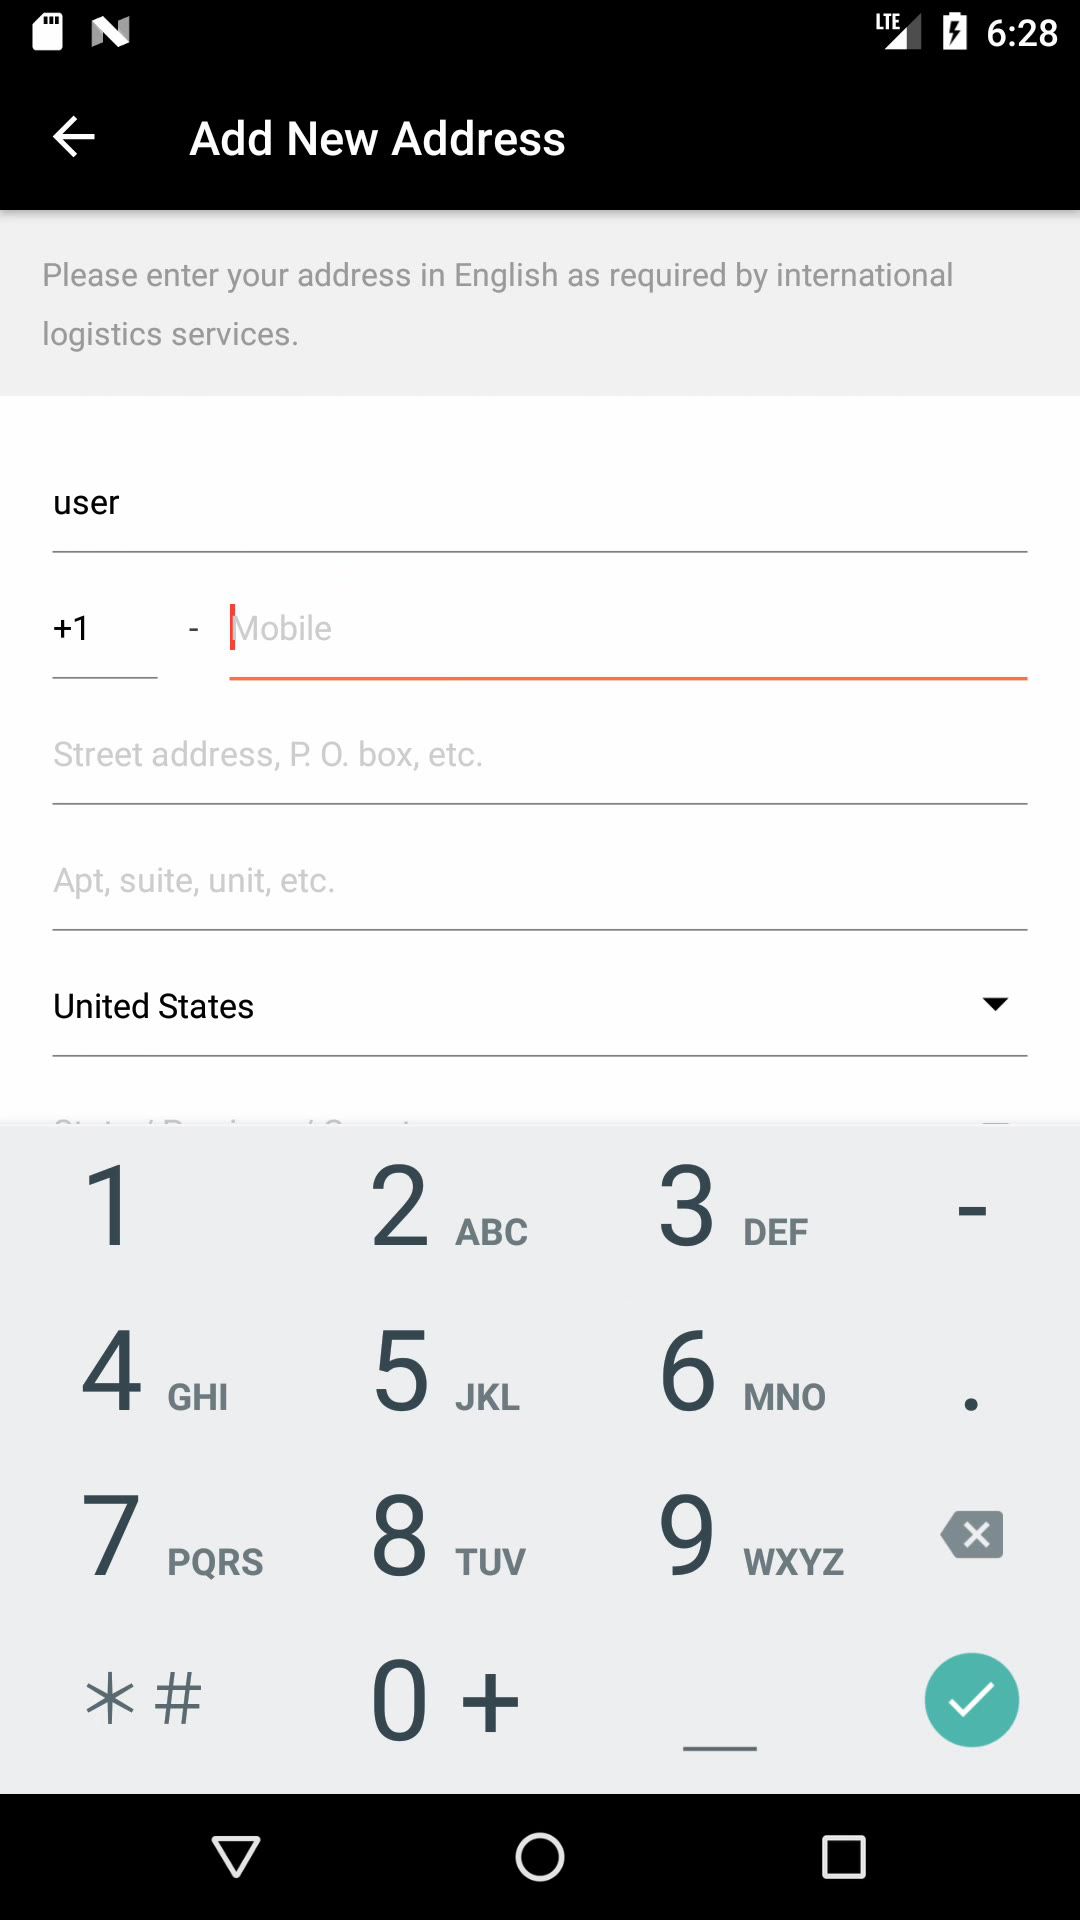 LTE 6:28
Add New Address
Please enter your address in English as required by international
logistics services.
user
+1 - Mobile
Street address, P. O. box, etc.
Apt, suite, unit, etc.
United States
1 2 ABC 3 DEF -
4 GHI 5 JKL 6 MNO .
7 PQRS 8 TUV 9 WXYZ
*# 0 + _